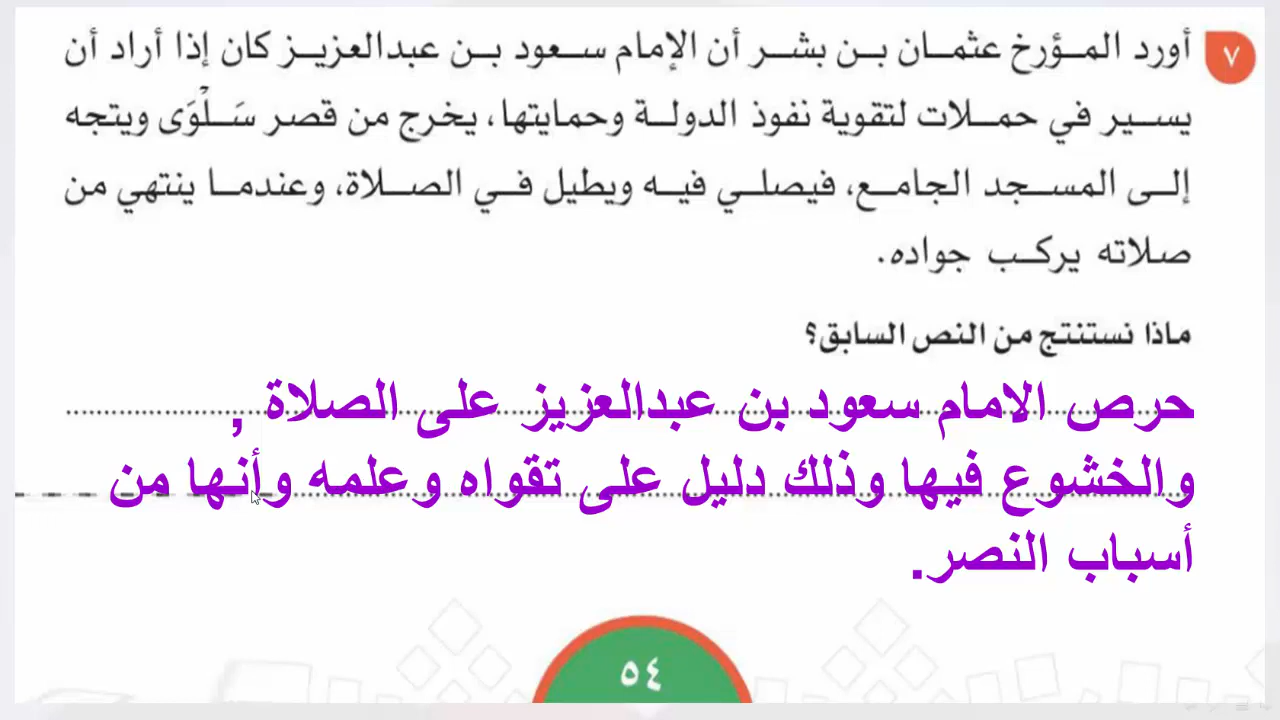 ٧
أورد المؤرخ عثمان بن بشر أن الإمام سعود بن عبدالعزيز كان إذا أراد أن
يسير في حملات لتقوية نفوذ الدولة وحمايتها، يخرج من قصر سَلْوَى ويتجه
إلى المسجد الجامع، فيصلي فيه ويطيل في الصلاة، وعندما ينتهي من
صلاته يركب جواده.
ماذا نستنتج من النص السابق؟
حرص الامام سعود بن عبدالعزيز على الصلاة ,
والخشوع فيها وذلك دليل على تقواه وعلمه وأنها من
أسباب النصر.
٥٤